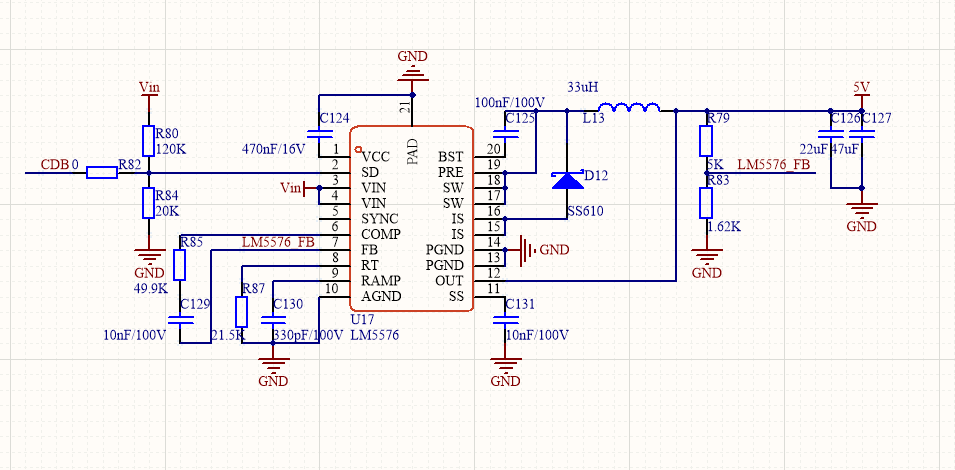 GND
Vin
33uH
5V
100nF/100V
21
C124
C125
L13
R79
C126
C127
R80
120K
470nF/16V
22uF
47uF
PAD
1
VCC
BST
20
CDB
0
R82
2
SD
PRE
19
5K
LM5576_FB
3
VIN
SW
18
D12
R83
Vin
4
VIN
SW
17
R84
20K
5
SYNC
IS
16
SS610
6
COMP
IS
15
1.62K
GND
R85
LM5576_FB
7
FB
PGND
14
GND
8
RT
PGND
13
GND
GND
49.9K
R87
9
RAMP
OUT
12
10
AGND
SS
11
C129
C130
C131
U17
10nF/100V
21.5K
330pF/100V
LM5576
10nF/100V
GND
GND